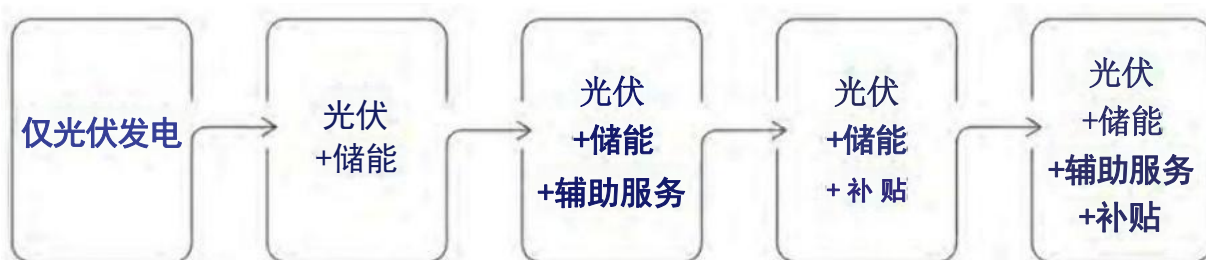 仅光伏发电
光伏
+储能
光伏
+储能
+辅助服务
光伏
+储能
+补贴
光伏
+储能
+辅助服务
+补贴